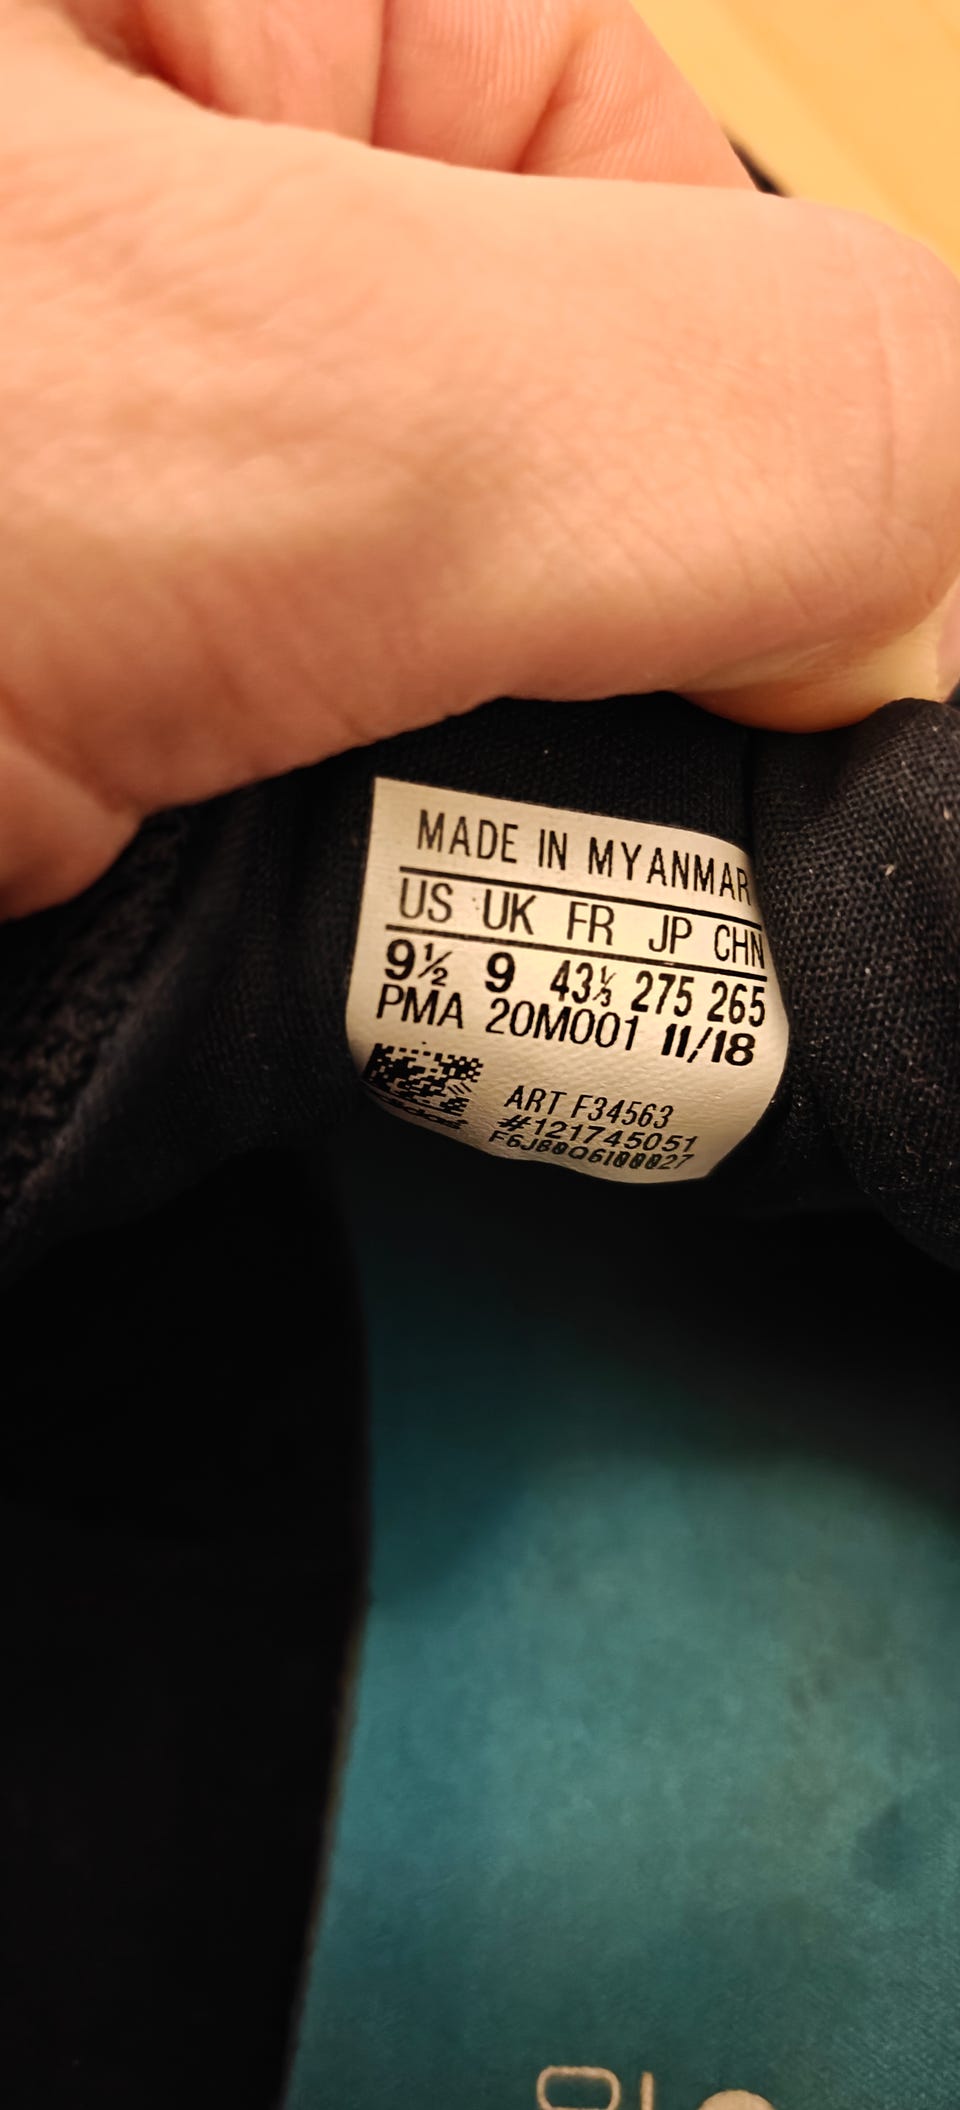 MADE IN MYANMAR
US UK FR JP CHN
9½ 9 43⅓ 275 265
PMA 20M001 11/18
ART F34563
#121745051
F6J80Q6I00027